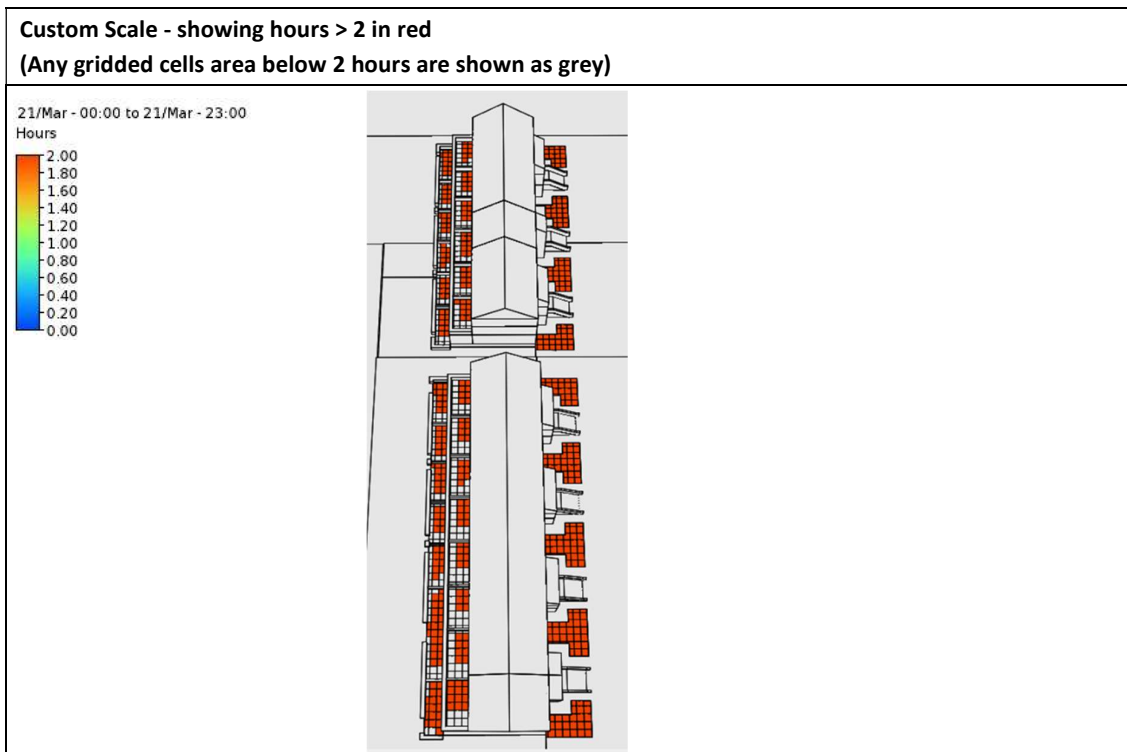 Custom Scale - showing hours > 2 in red
(Any gridded cells area below 2 hours are shown as grey)
21/Mar - 00:00 to 21/Mar - 23:00
Hours
2.00
1.80
1.60
1.40
1.20
1.00
0.80
0.60
0.40
0.20
0.00